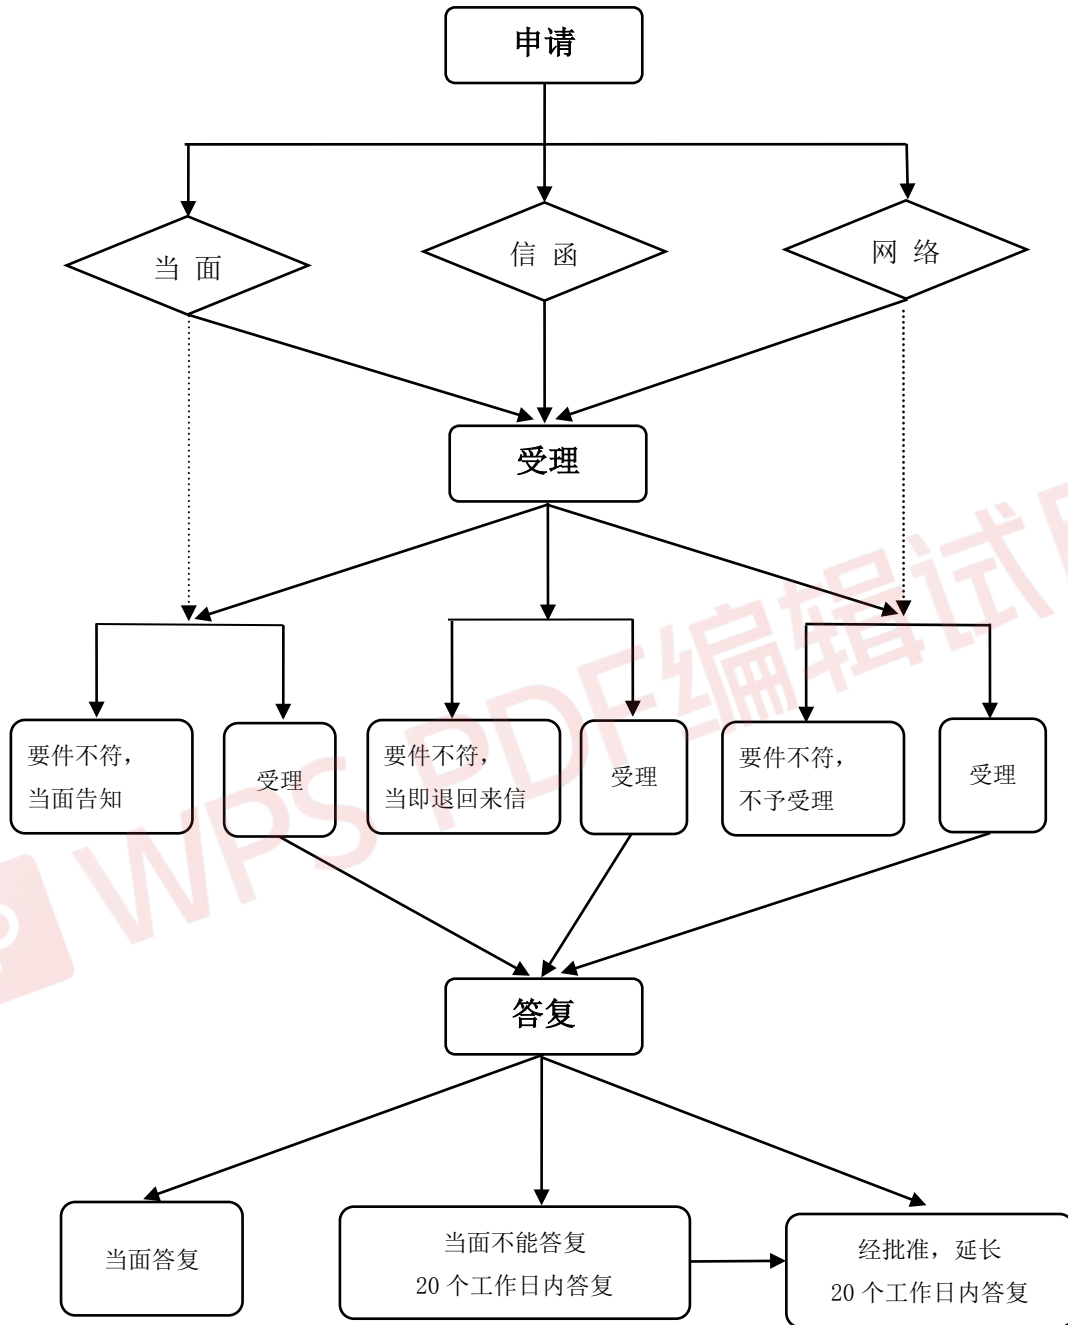 申请
当 面
信 函
网 络
受理
要件不符，
当面告知
受理
要件不符，
当即退回来信
受理
要件不符，
不予受理
受理
答复
当面答复
当面不能答复
20 个工作日内答复
经批准，延长
20 个工作日内答复
WPS PDF编辑试